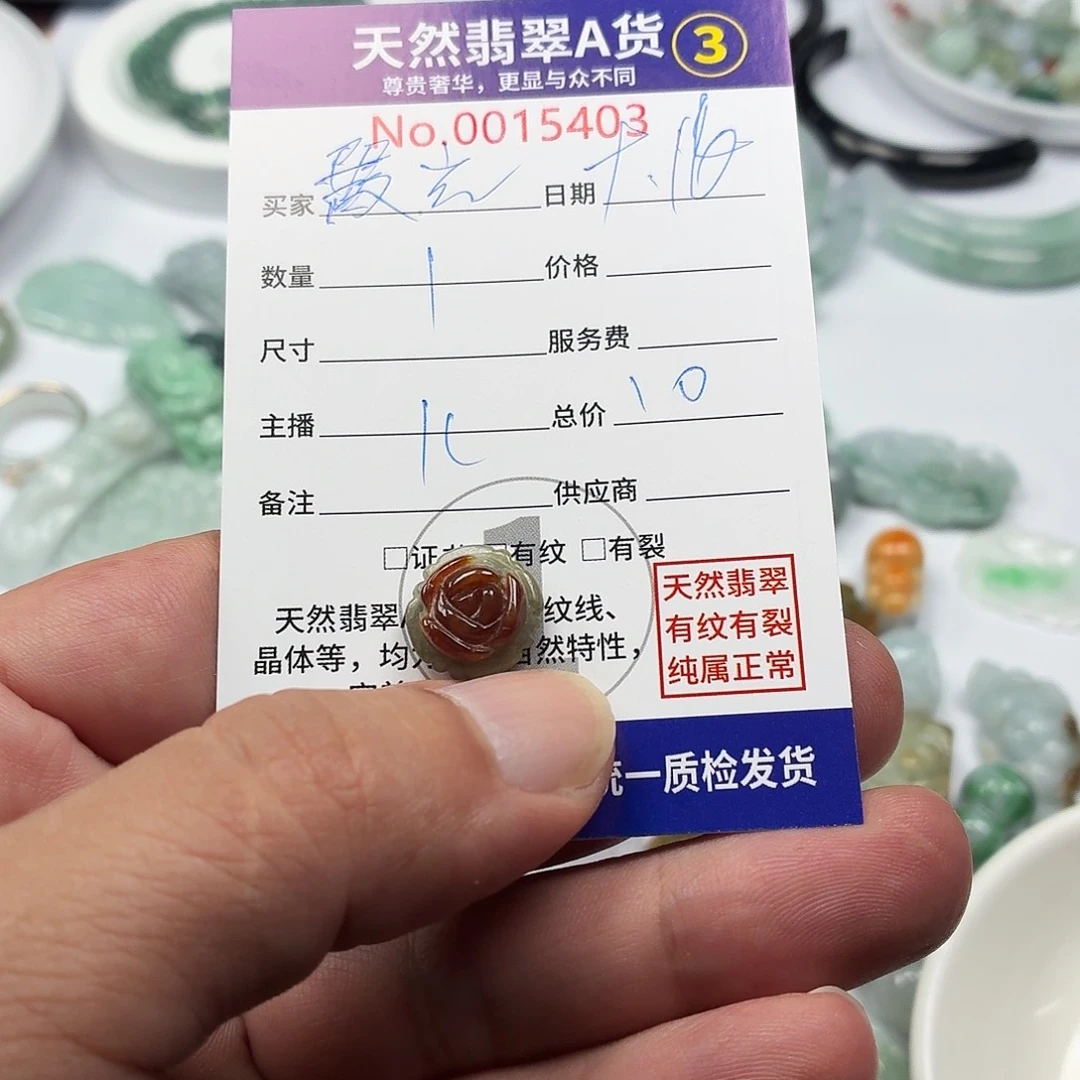 天然翡翠A货 3
尊贵奢华，更显与众不同
No.0015403
买家 日期
数量 1 价格
尺寸 服务费
主播 总价 10
备注 供应商
□证 有纹 □有裂
天然翡翠 纹线、
晶体等，均 自然特性，
天然翡翠
有纹有裂
纯属正常
统一质检发货